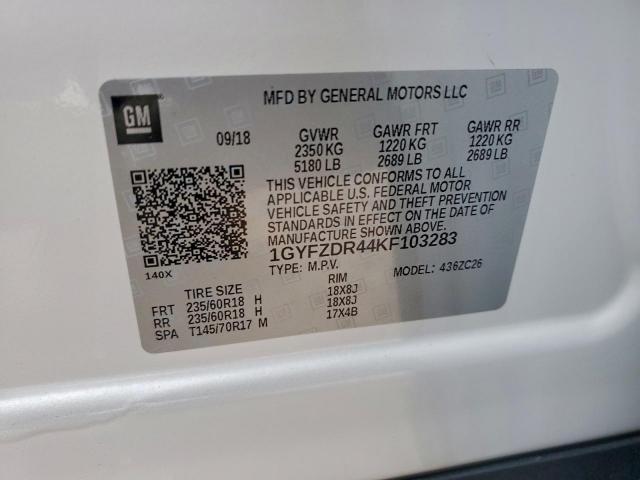 GM
MFD BY GENERAL MOTORS LLC
09/18 GVWR GAWR FRT GAWR RR
2350 KG 1220 KG 1220 KG
5180 LB 2689 LB 2689 LB
THIS VEHICLE CONFORMS TO ALL
APPLICABLE U.S. FEDERAL MOTOR
VEHICLE SAFETY AND THEFT PREVENTION
STANDARDS IN EFFECT ON THE DATE
OF MANUFACTURE SHOWN ABOVE.
1GYFZDR44KF103283
140X TYPE: M.P.V. MODEL: 436ZC26
TIRE SIZE RIM
FRT 235/60R18 H 18X8J
RR 235/60R18 H 18X8J
SPA T145/70R17 M 17X4B